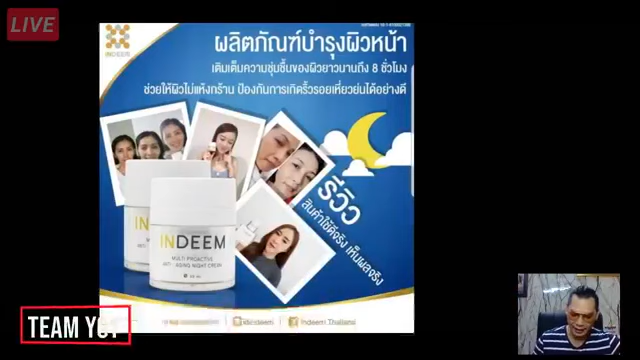 LIVE
INDEEM
ผลิตภัณฑ์บำรุงผิวหน้า
เติมเต็มความชุ่มชื้นของผิวยาวนานถึง 8 ชั่วโมง
ช่วยให้ผิวไม่แห้งกร้าน ป้องกันการเกิดริ้วรอยเหี่ยวย่นได้อย่างดี
รีวิว
สินค้าใช้ดีจริง เห็นผลจริง
INDEEM
MULTI PROACTIVE
ANTI - AGING NIGHT CREAM
Indeem Thailand
TEAM